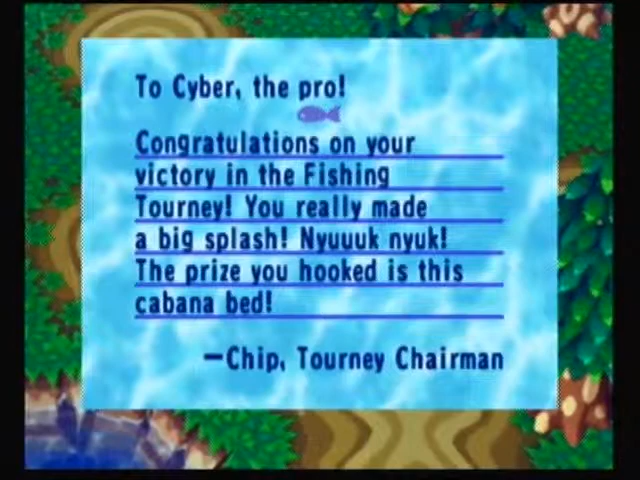 To Cyber, the pro!
Congratulations on your
victory in the Fishing
Tourney! You really made
a big splash! Nyuuuk nyuk!
The prize you hooked is this
cabana bed!
—Chip, Tourney Chairman